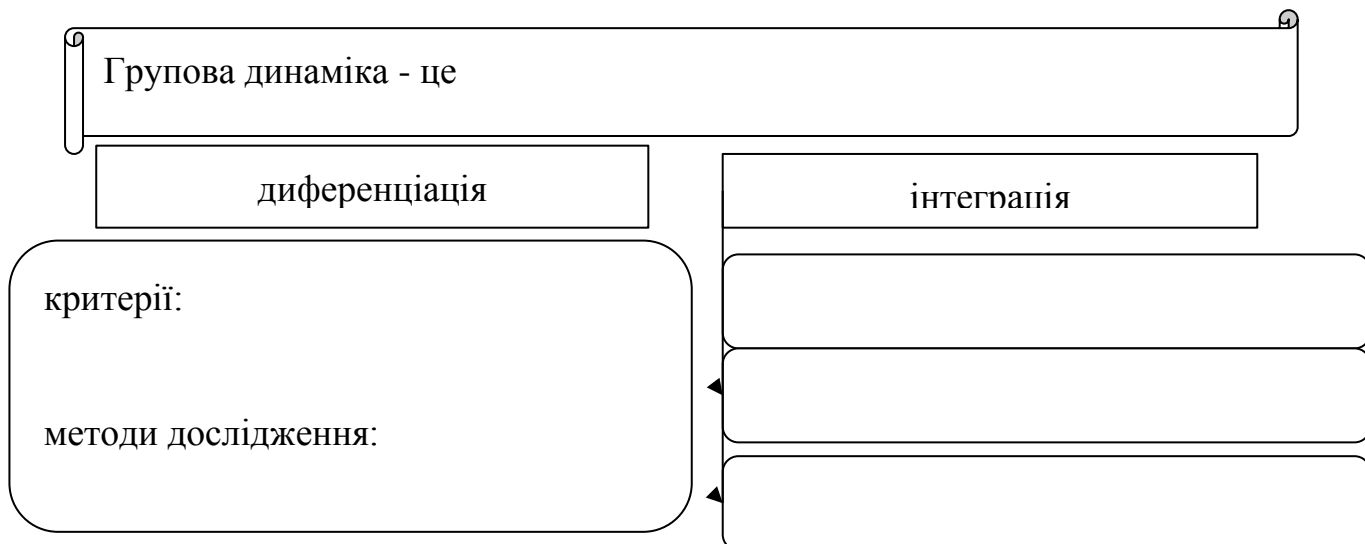 Групова динаміка - це
диференціація
інтеграція
критерії:
методи дослідження: